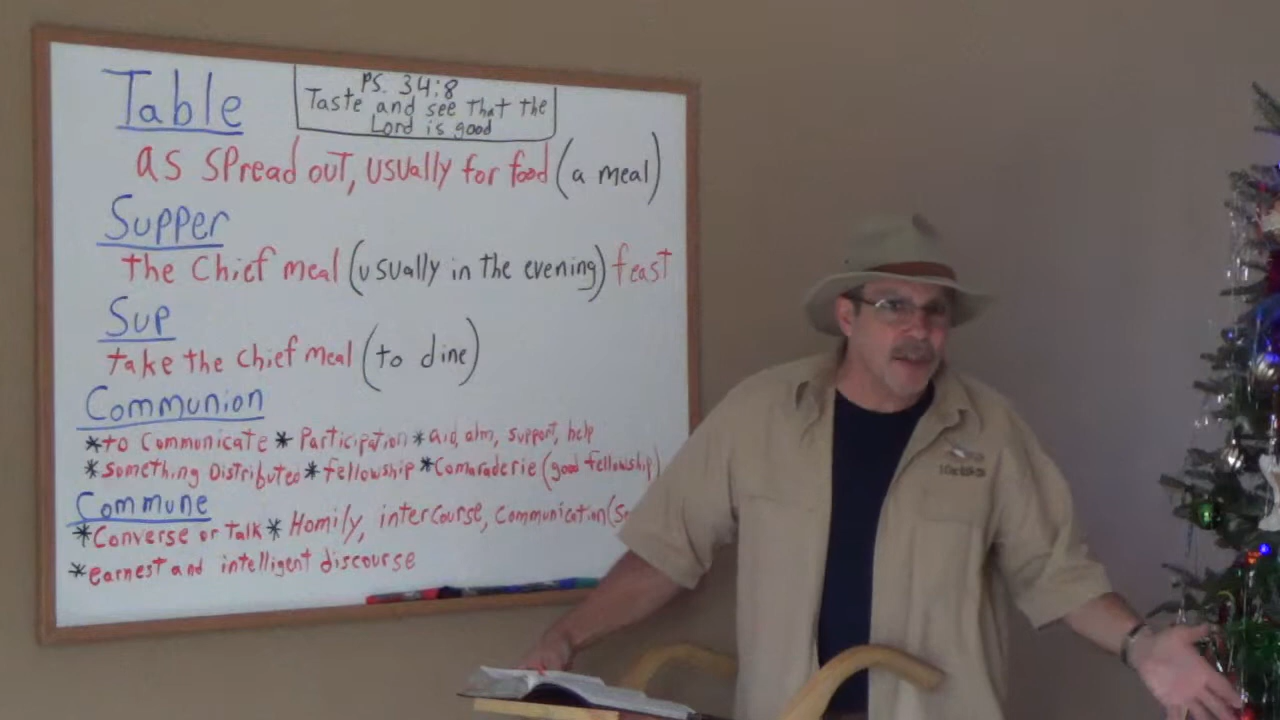 Table
PS. 34:8
Taste and see that the
Lord is good
as spread out, usually for food (a meal)
Supper
the Chief meal (usually in the evening) feast
Sup
take the chief meal (to dine)
Communion
*to Communicate * Participation * aid, alm, support, help
*something Distributed *fellowship *Comaraderie (good fellowship)
Commune
*Converse or Talk * Homily, intercourse, communication (
*earnest and intelligent discourse